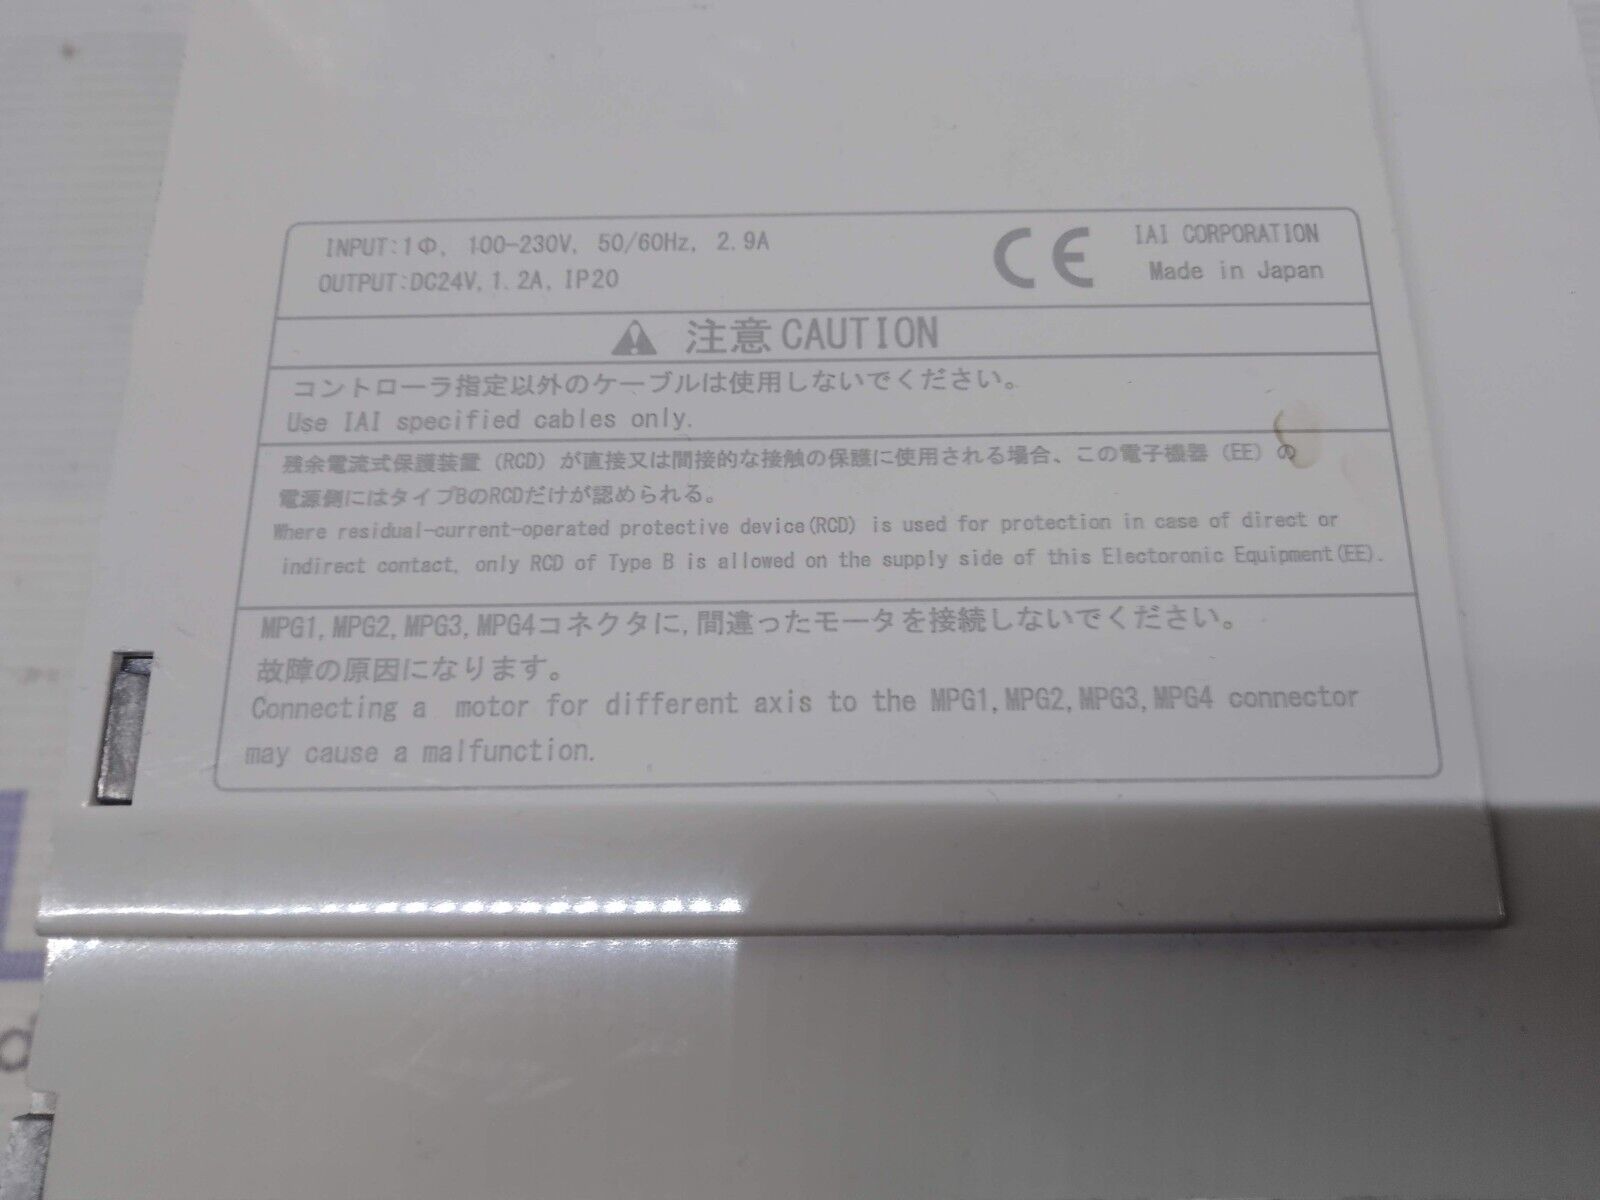 INPUT:1Φ, 100-230V, 50/60Hz, 2.9A
OUTPUT:DC24V, 1.2A, IP20
CE
IAI CORPORATION
Made in Japan
注意 CAUTION
コントローラ指定以外のケーブルは使用しないでください。
Use IAI specified cables only.
残余電流式保護装置 (RCD) が直接又は間接的な接触の保護に使用される場合、この電子機器 (EE) の
電源側にはタイプBのRCDだけが認められる。
Where residual-current-operated protective device(RCD) is used for protection in case of direct or
indirect contact, only RCD of Type B is allowed on the supply side of this Electoronic Equipment(EE).
MPG1, MPG2, MPG3, MPG4コネクタに, 間違ったモータを接続しないでください。
故障の原因になります。
Connecting a motor for different axis to the MPG1, MPG2, MPG3, MPG4 connector
may cause a malfunction.